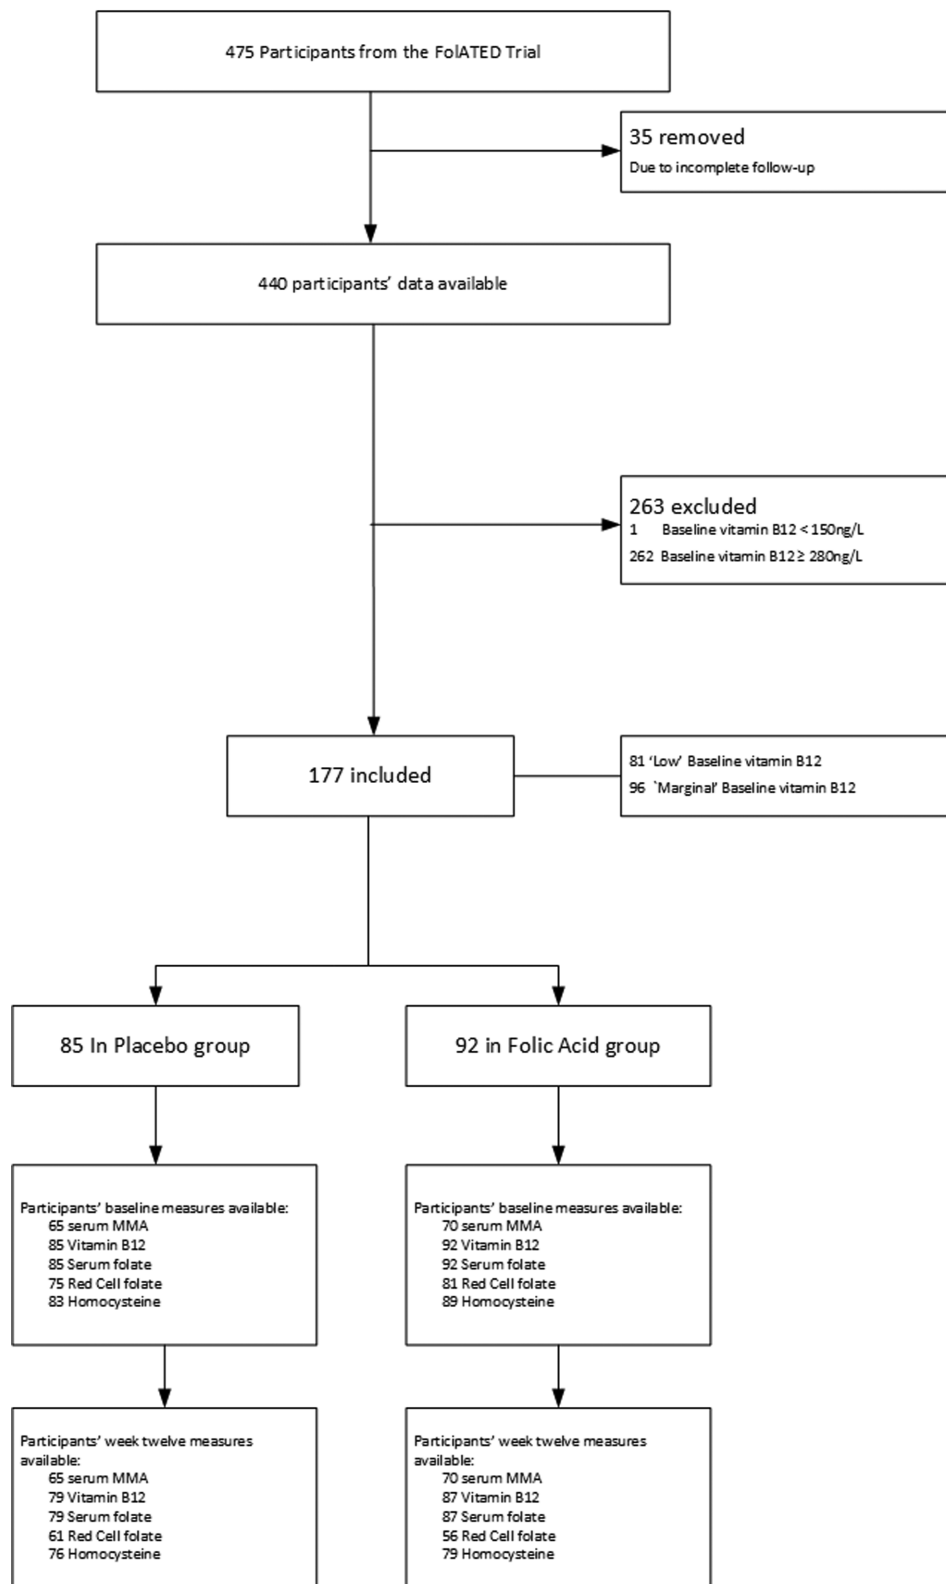 475 Participants from the FolATED Trial
35 removed
Due to incomplete follow-up
440 participants’ data available
263 excluded
1 Baseline vitamin B12 < 150ng/L
262 Baseline vitamin B12 ≥ 280ng/L
177 included
81 ‘Low’ Baseline vitamin B12
96 `Marginal’ Baseline vitamin B12
85 In Placebo group
92 in Folic Acid group
Participants’ baseline measures available:
65 serum MMA
85 Vitamin B12
85 Serum folate
75 Red Cell folate
83 Homocysteine
Participants’ baseline measures available:
70 serum MMA
92 Vitamin B12
92 Serum folate
81 Red Cell folate
89 Homocysteine
Participants’ week twelve measures
available:
65 serum MMA
79 Vitamin B12
79 Serum folate
61 Red Cell folate
76 Homocysteine
Participants’ week twelve measures
available:
70 serum MMA
87 Vitamin B12
87 Serum folate
56 Red Cell folate
79 Homocysteine